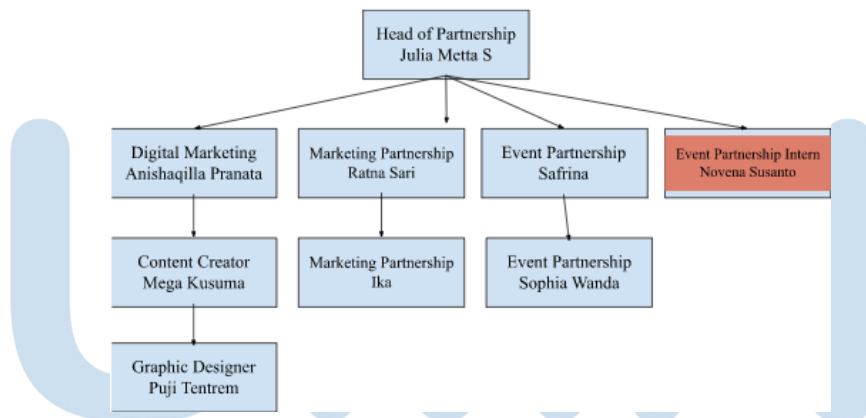 Head of Partnership
Julia Metta S
Digital Marketing
Anishaqilla Pranata
Marketing Partnership
Ratna Sari
Event Partnership
Safrina
Event Partnership Intern
Novena Susanto
Content Creator
Mega Kusuma
Marketing Partnership
Ika
Event Partnership
Sophia Wanda
Graphic Designer
Puji Tentrem